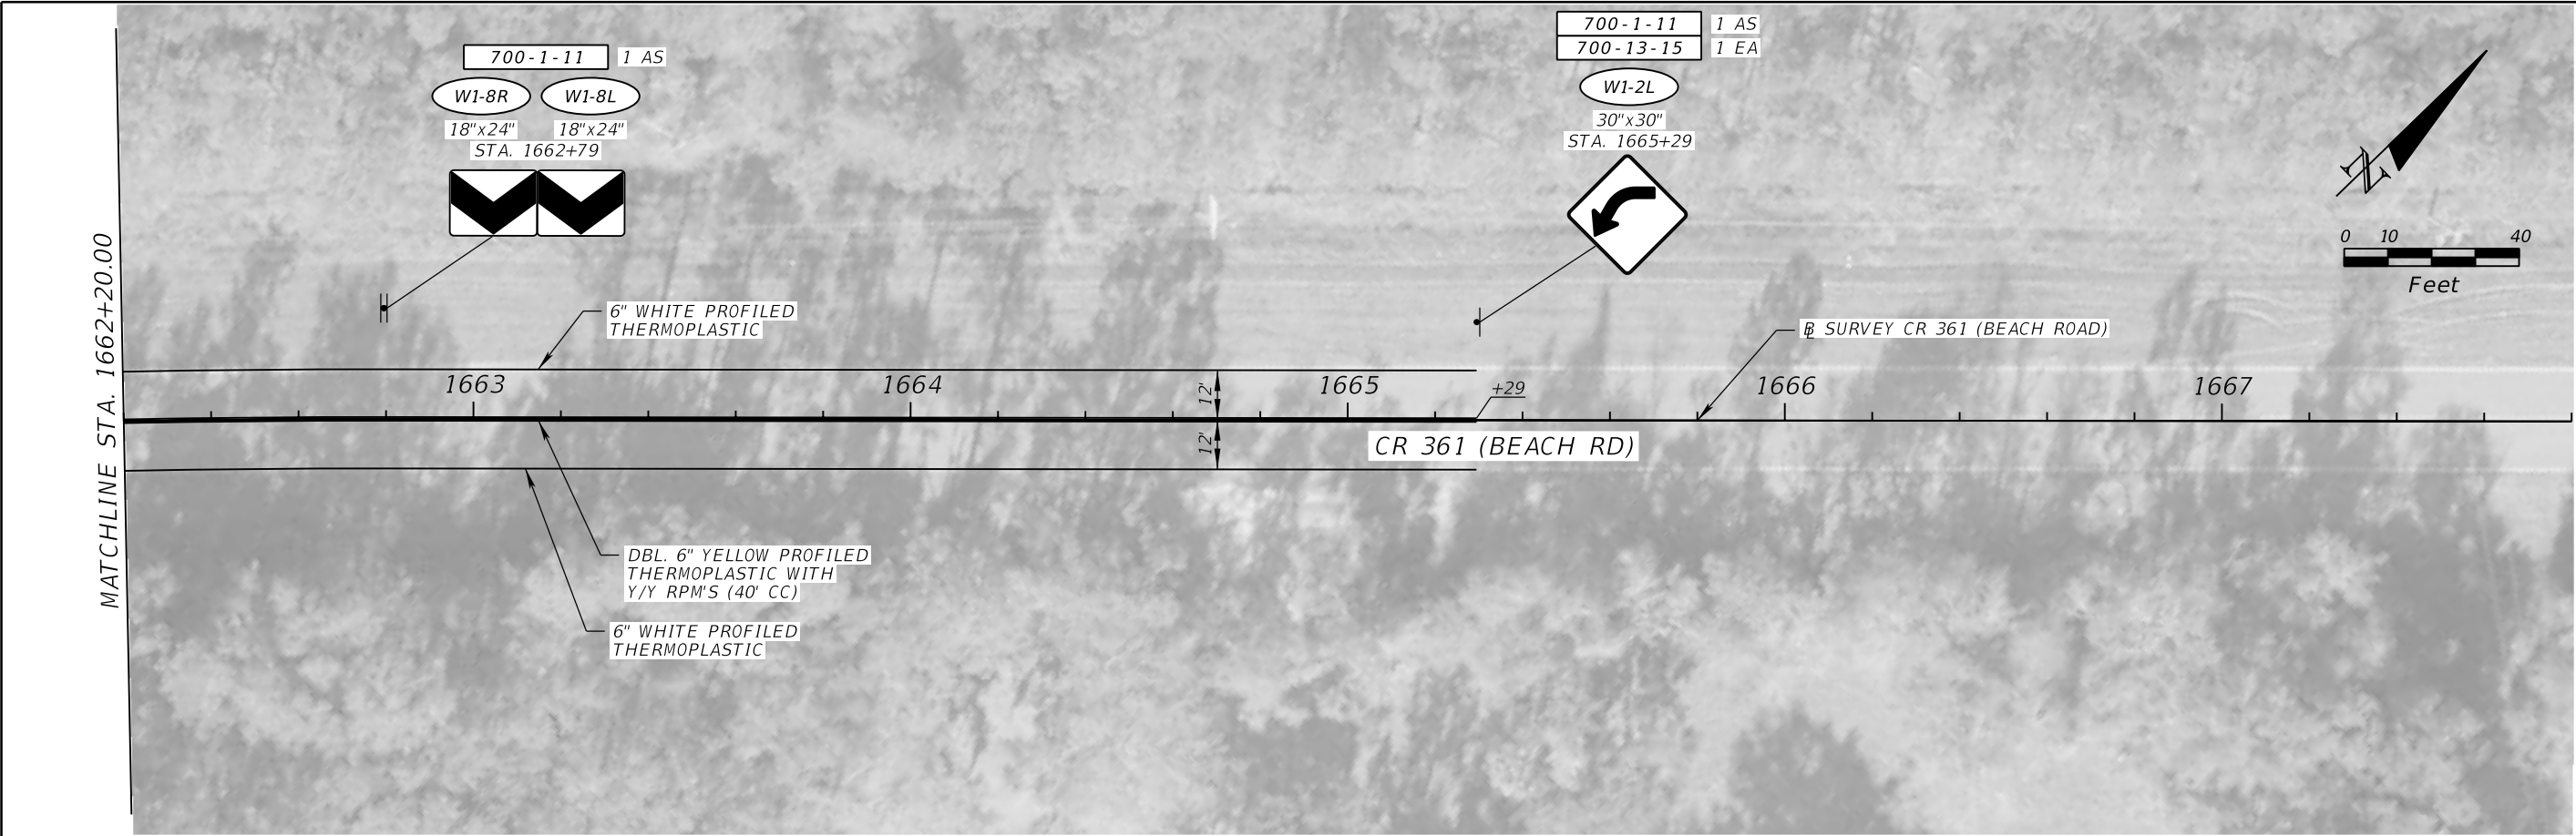 700-1-11 1 AS
W1-8R W1-8L
18"x24" 18"x24"
STA. 1662+79
700-1-11 1 AS
700-13-15 1 EA
W1-2L
30"x30"
STA. 1665+29
N
0 10 40
Feet
MATCHLINE STA. 1662+20.00
6" WHITE PROFILED
THERMOPLASTIC
BL SURVEY CR 361 (BEACH ROAD)
1663 1664 1665 1666 1667
12'
+29
12'
CR 361 (BEACH RD)
DBL. 6" YELLOW PROFILED
THERMOPLASTIC WITH
Y/Y RPM'S (40' CC)
6" WHITE PROFILED
THERMOPLASTIC